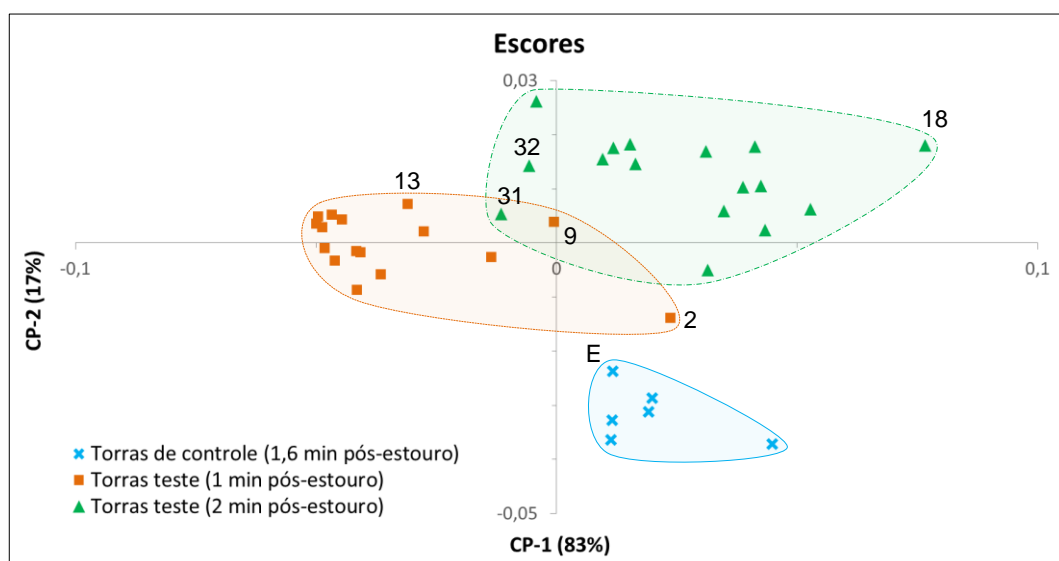 Escores
0,03
18
32
13
31
9
-0,1
0
0,1
CP-2 (17%)
2
E
Torras de controle (1,6 min pós-estouro)
Torras teste (1 min pós-estouro)
Torras teste (2 min pós-estouro)
-0,05
CP-1 (83%)